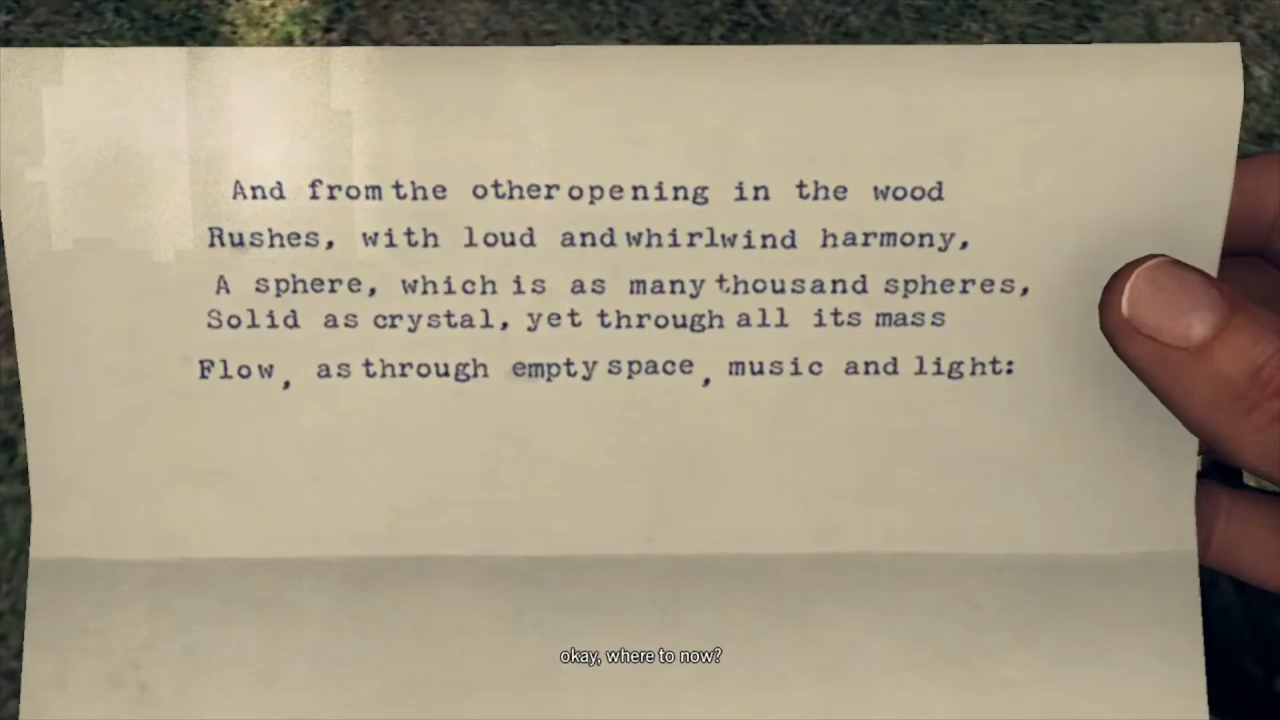 And from the other opening in the wood
Rushes, with loud and whirlwind harmony,
A sphere, which is as many thousand spheres,
Solid as crystal, yet through all its mass
Flow, as through empty space, music and light:
okay, where to now?